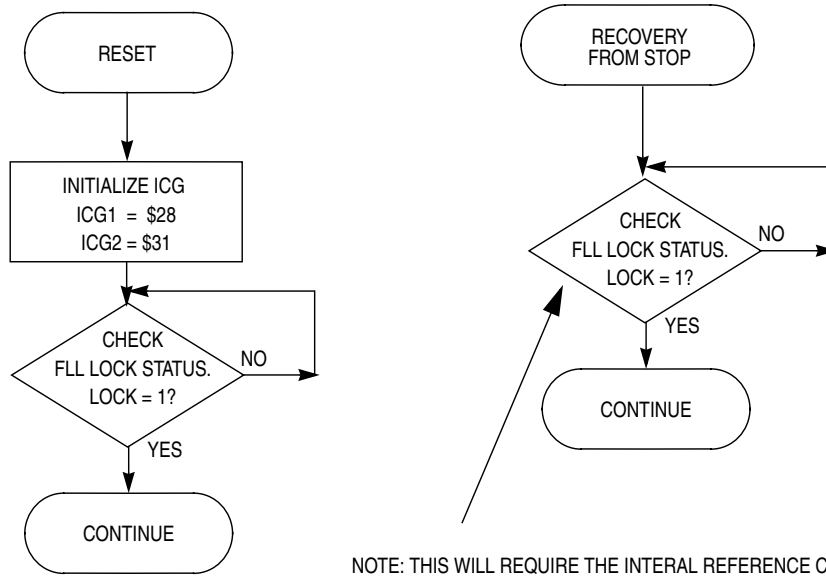 RESET
INITIALIZE ICG
ICG1 = $28
ICG2 = $31
CHECK
FLL LOCK STATUS.
LOCK = 1?
NO
YES
CONTINUE
RECOVERY
FROM STOP
CHECK
FLL LOCK STATUS.
LOCK = 1?
NO
YES
CONTINUE
NOTE: THIS WILL REQUIRE THE INTERAL REFERENCE